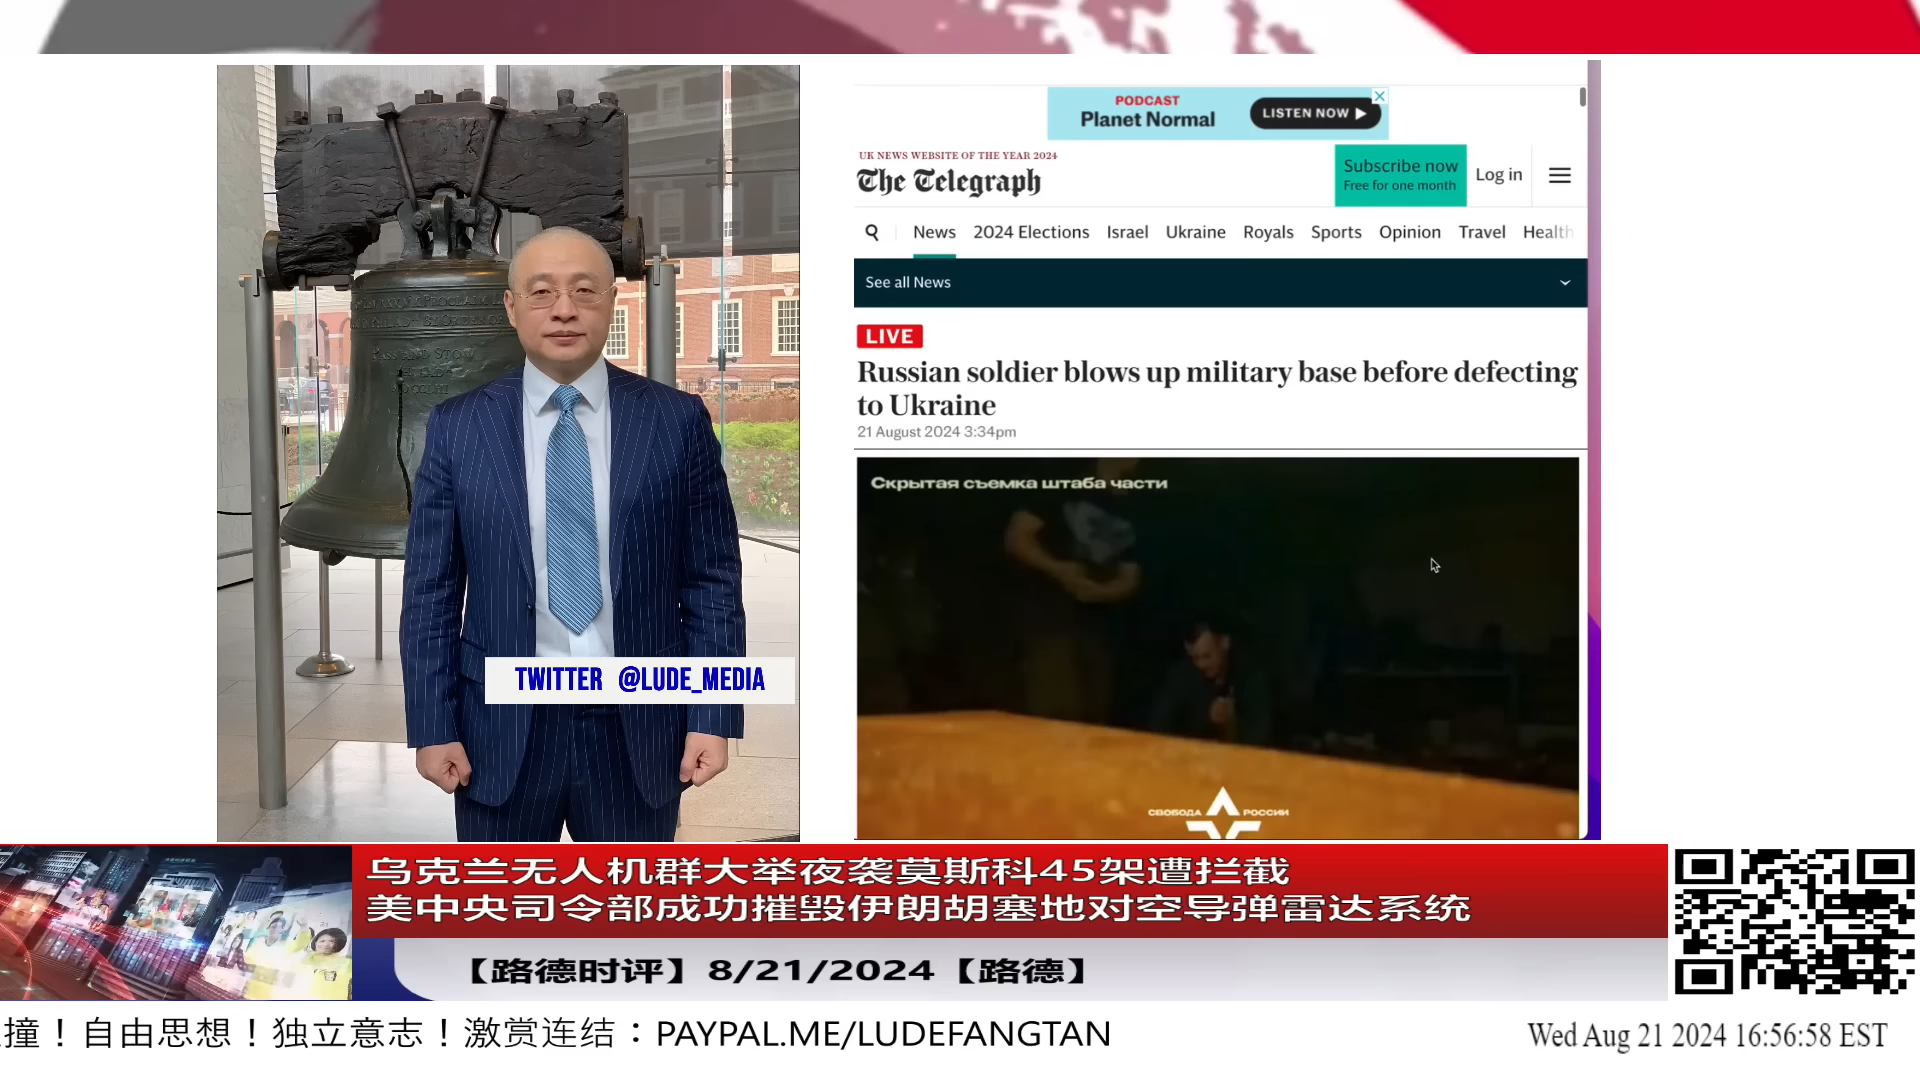 TWITTER @LUDE_MEDIA
PASS AND STOW
PODCAST
Planet Normal
LISTEN NOW
UK NEWS WEBSITE OF THE YEAR 2024
The Telegraph
Subscribe now
Free for one month
Log in
News 2024 Elections Israel Ukraine Royals Sports Opinion Travel Health
See all News
LIVE
Russian soldier blows up military base before defecting
to Ukraine
21 August 2024 3:34pm
Скрытая съемка штаба части
СВОБОДА РОССИИ
乌克兰无人机群大举夜袭莫斯科45架遭拦截
美中央司令部成功摧毁伊朗胡塞地对空导弹雷达系统
【路德时评】8/21/2024【路德】
撞！自由思想！独立意志！激赏连结：PAYPAL.ME/LUDEFANGTAN
Wed Aug 21 2024 16:56:58 EST